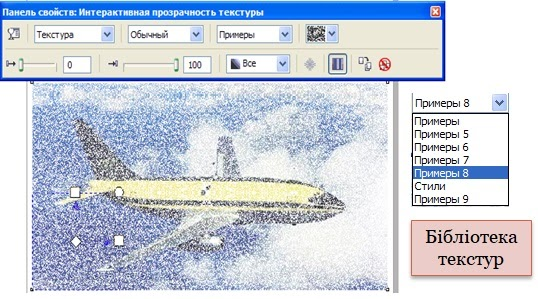 Панель свойств: Интерактивная прозрачность текстуры
Текстура Обычный Примеры
0 100 Все
Примеры 8
Примеры
Примеры 5
Примеры 6
Примеры 7
Примеры 8
Стили
Примеры 9
Бібліотека
текстур